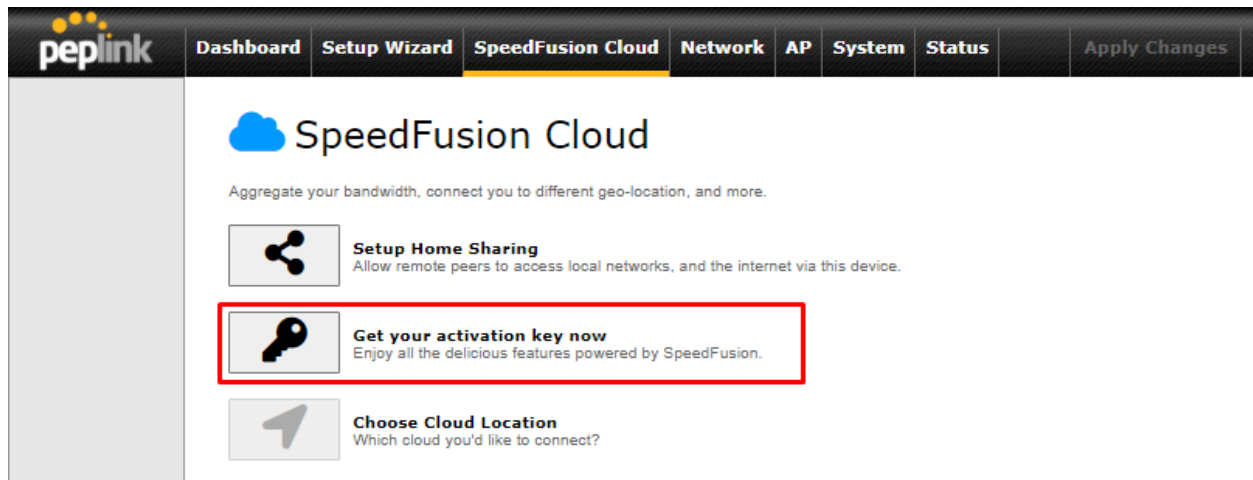 peplink Dashboard Setup Wizard SpeedFusion Cloud Network AP System Status Apply Changes
SpeedFusion Cloud
Aggregate your bandwidth, connect you to different geo-location, and more.
Setup Home Sharing
Allow remote peers to access local networks, and the internet via this device.
Get your activation key now
Enjoy all the delicious features powered by SpeedFusion.
Choose Cloud Location
Which cloud you'd like to connect?